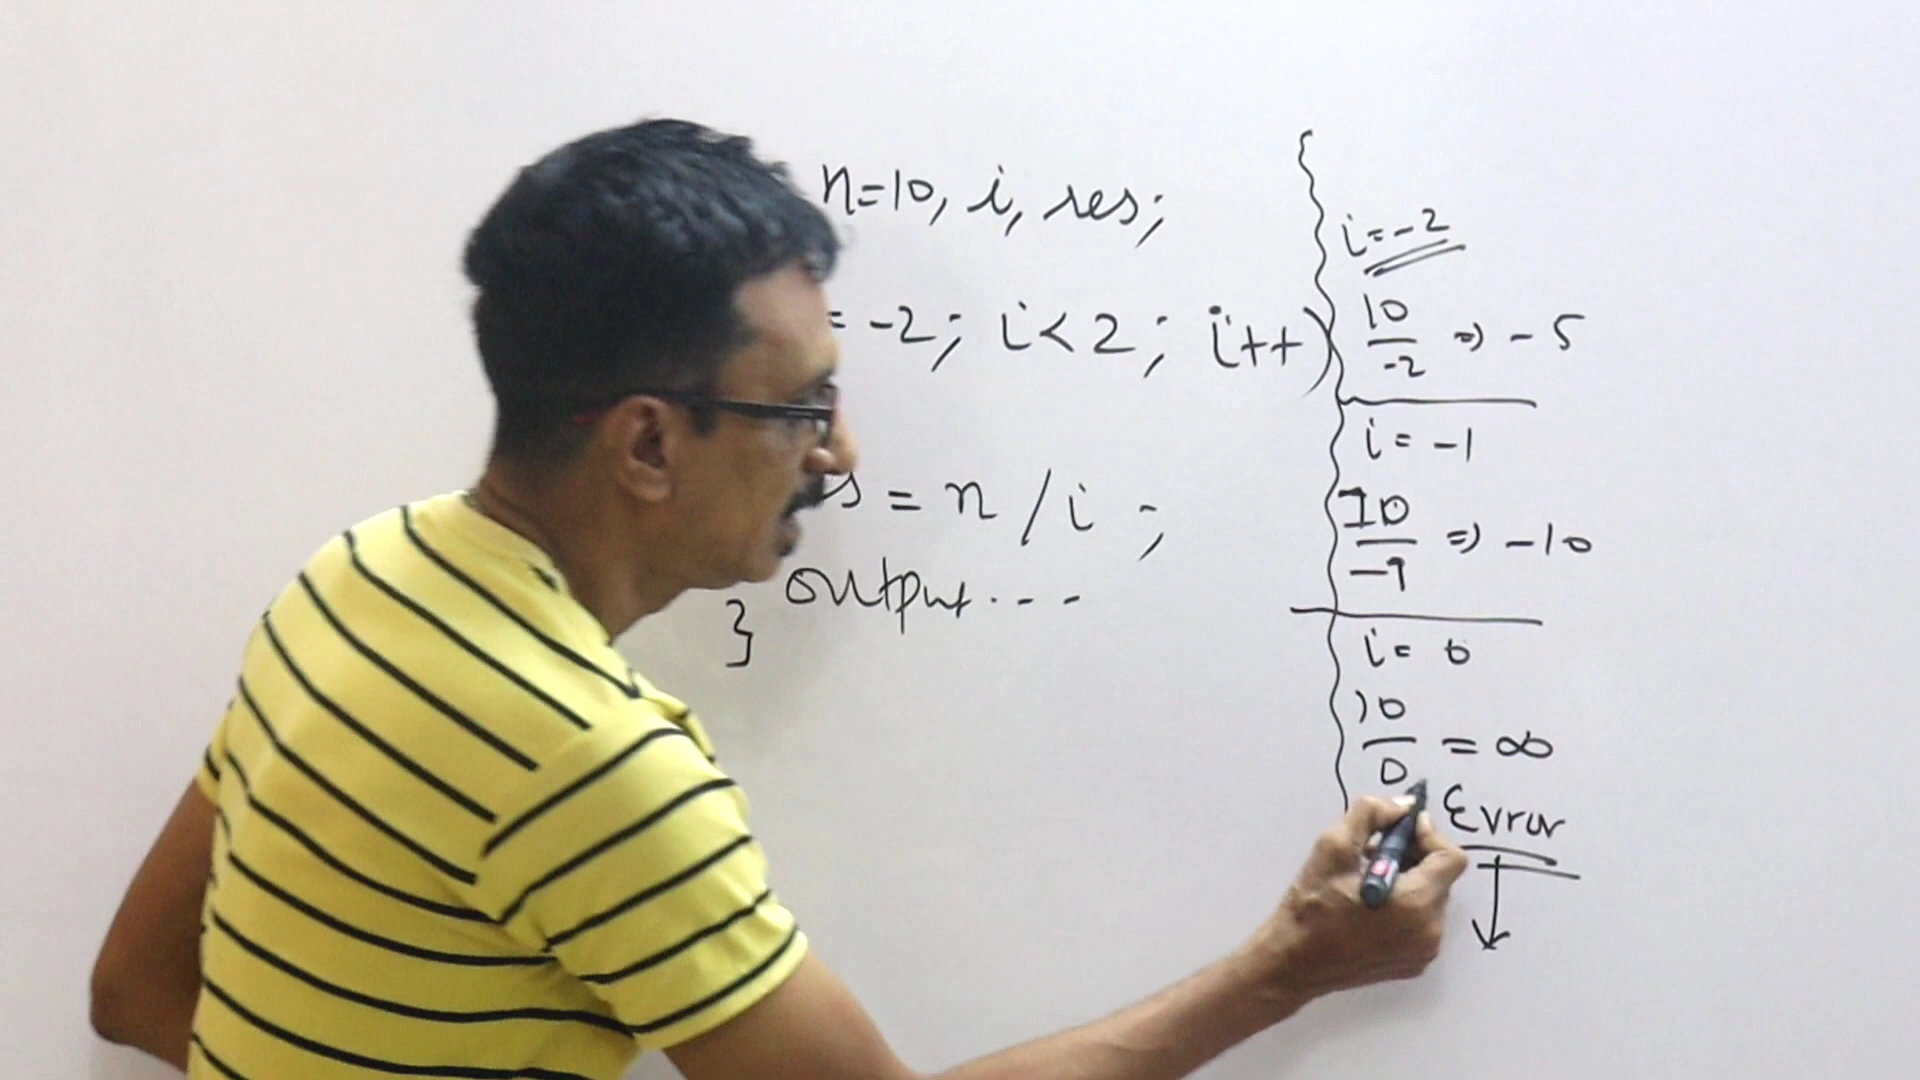 n=10, i, res;
= -2; i<2; i++)
s = n / i ;
output...
}
i=-2
10
-2 => -5
i = -1
10
-1 => -10
i= 0
10
0 = ∞
Error